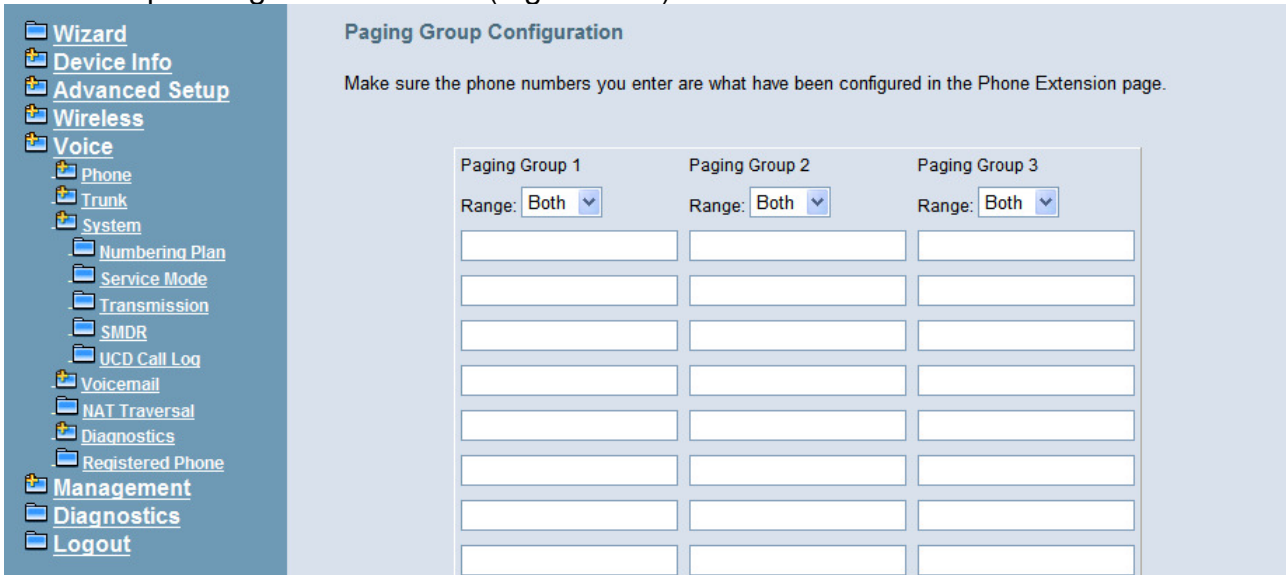 Wizard
Device Info
Advanced Setup
Wireless
Voice
Phone
Trunk
System
Numbering Plan
Service Mode
Transmission
SMDR
UCD Call Log
Voicemail
NAT Traversal
Diagnostics
Registered Phone
Management
Diagnostics
Logout
Paging Group Configuration
Make sure the phone numbers you enter are what have been configured in the Phone Extension page.
Paging Group 1 Paging Group 2 Paging Group 3
Range: Both Range: Both Range: Both